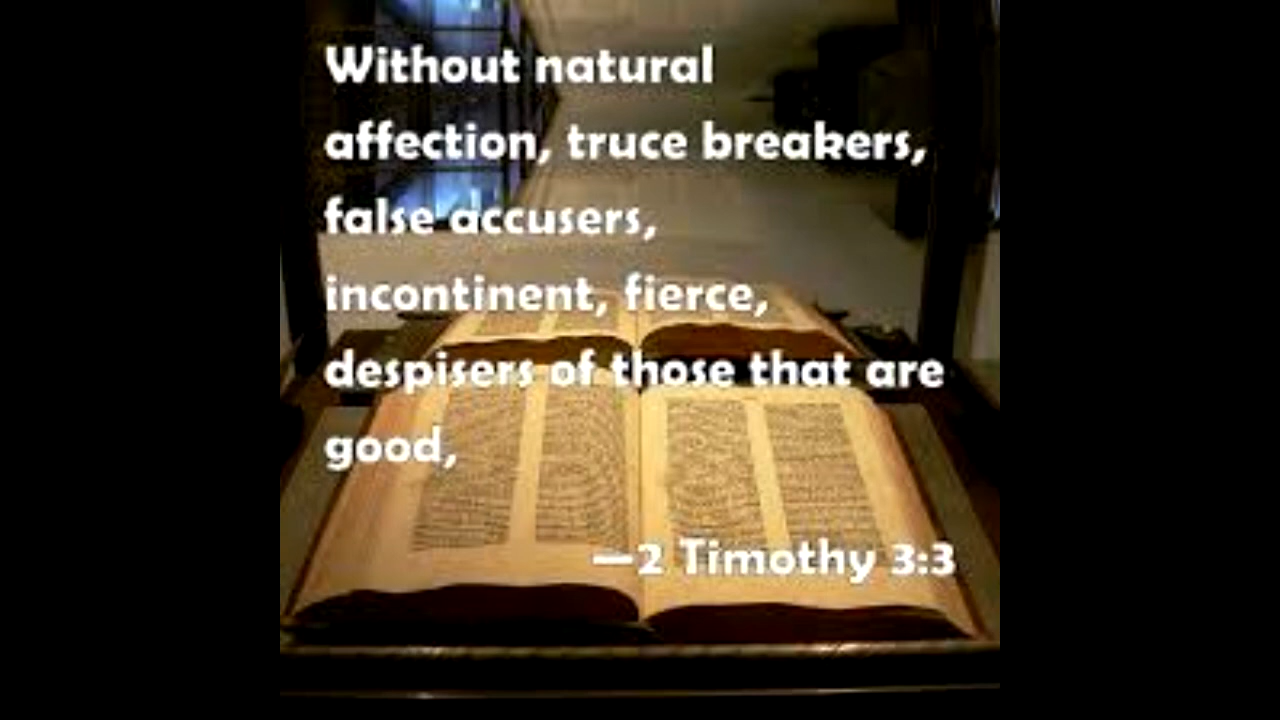 Without natural
affection, truce breakers,
false accusers,
incontinent, fierce,
despisers of those that are
good,
—2 Timothy 3:3